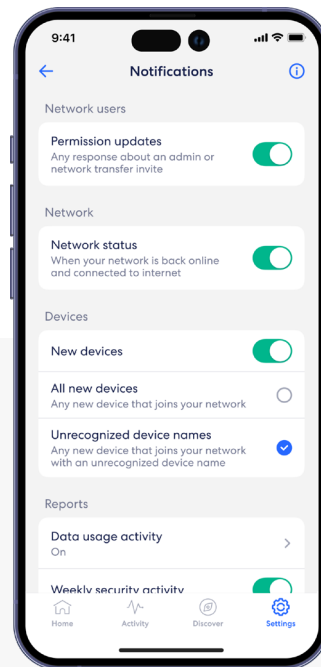 9:41
Notifications
Network users
Permission updates
Any response about an admin or
network transfer invite
Network
Network status
When your network is back online
and connected to internet
Devices
New devices
All new devices
Any new device that joins your network
Unrecognized device names
Any new device that joins your network
with an unrecognized device name
Reports
Data usage activity
On
Weekly security activity
Home
Activity
Discover
Settings